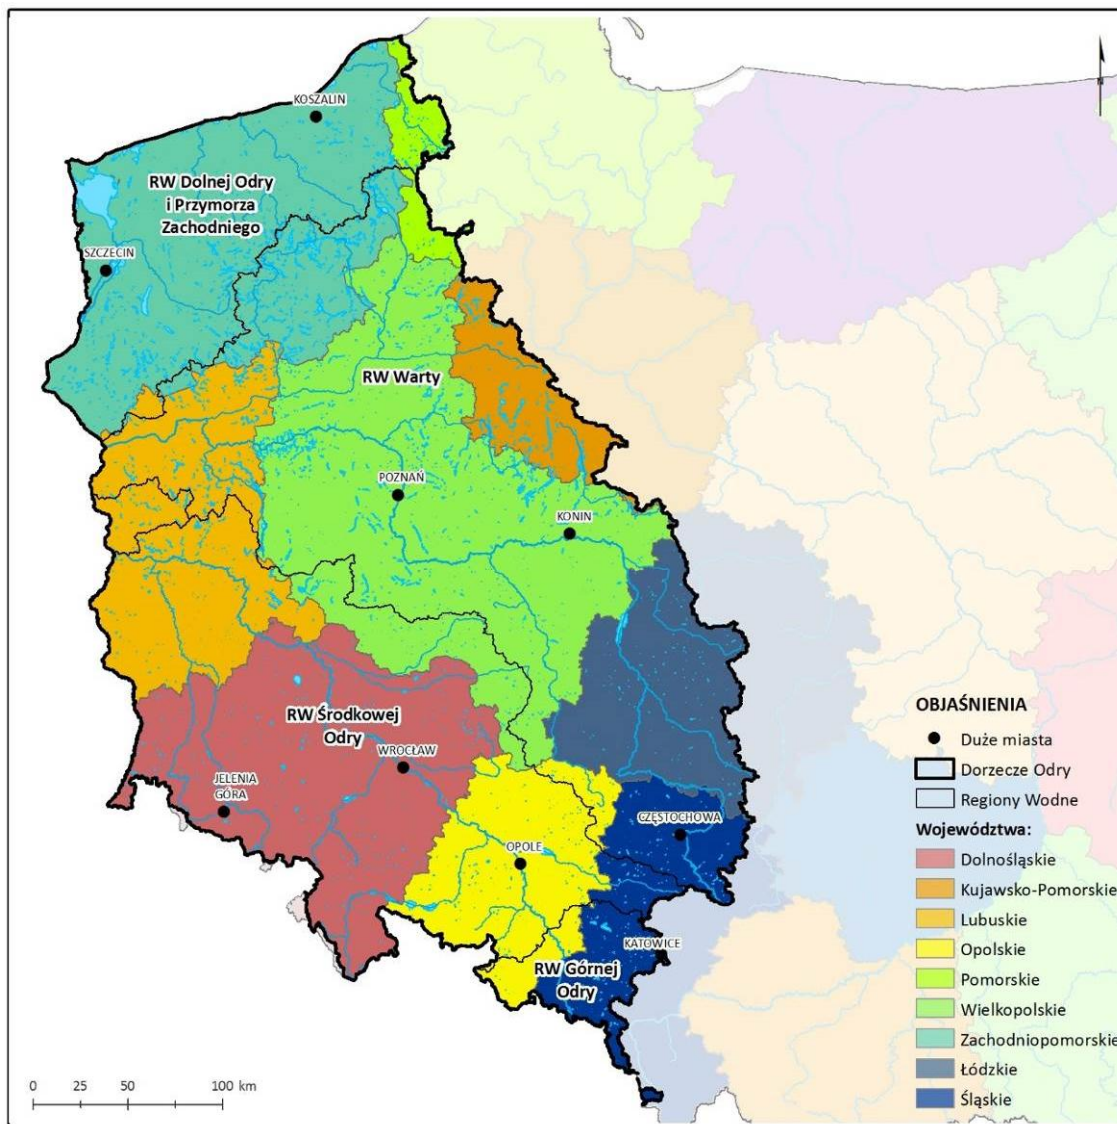 N
KOSZALIN
RW Dolnej Odry
i Przymorza
Zachodniego
SZCZECIN
RW Warty
POZNAŃ
KONIN
RW Środkowej
Odry
WROCŁAW
JELENIA
GÓRA
CZĘSTOCHOWA
OPOLE
KATOWICE
RW Górnej
Odry
OBJAŚNIENIA
Duże miasta
Dorzecze Odry
Regiony Wodne
Województwa:
Dolnośląskie
Kujawsko-Pomorskie
Lubuskie
Opolskie
Pomorskie
Wielkopolskie
Zachodniopomorskie
Łódzkie
Śląskie
0 25 50 100 km